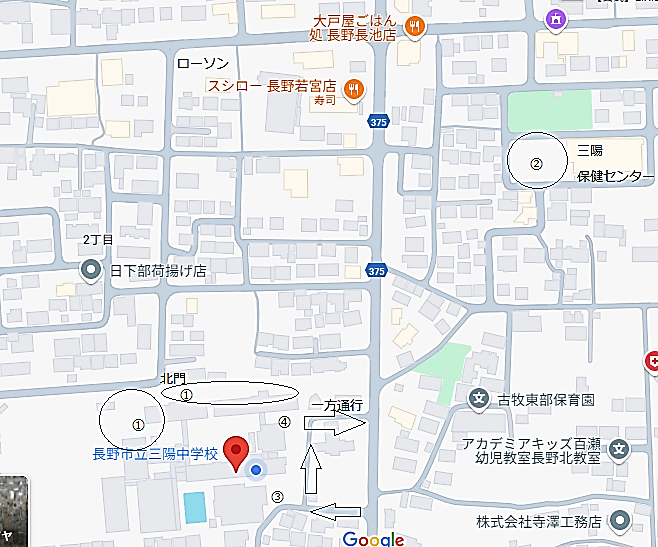 大戸屋ごはん
処 長野長池店
ローソン
スシロー 長野若宮店
寿司
375
三陽
②
保健センター
2丁目
日下部荷揚げ店
375
北門
①
一方通行
古牧東部保育園
①
④
長野市立三陽中学校
アカデミアキッズ百瀬
幼児教室長野北教室
③
株式会社寺澤工務店
Google
ヤ